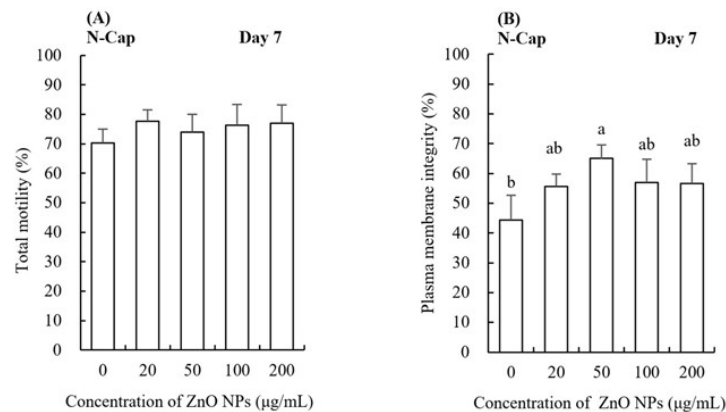 (A)
N-Cap Day 7
Total motility (%)
100
90
80
70
60
50
40
30
20
10
0
0 20 50 100 200
Concentration of ZnO NPs (μg/mL)
(B)
N-Cap Day 7
Plasma membrane integrity (%)
100
90
80
70
60
50
40
30
20
10
0
b ab a ab ab
0 20 50 100 200
Concentration of ZnO NPs (μg/mL)